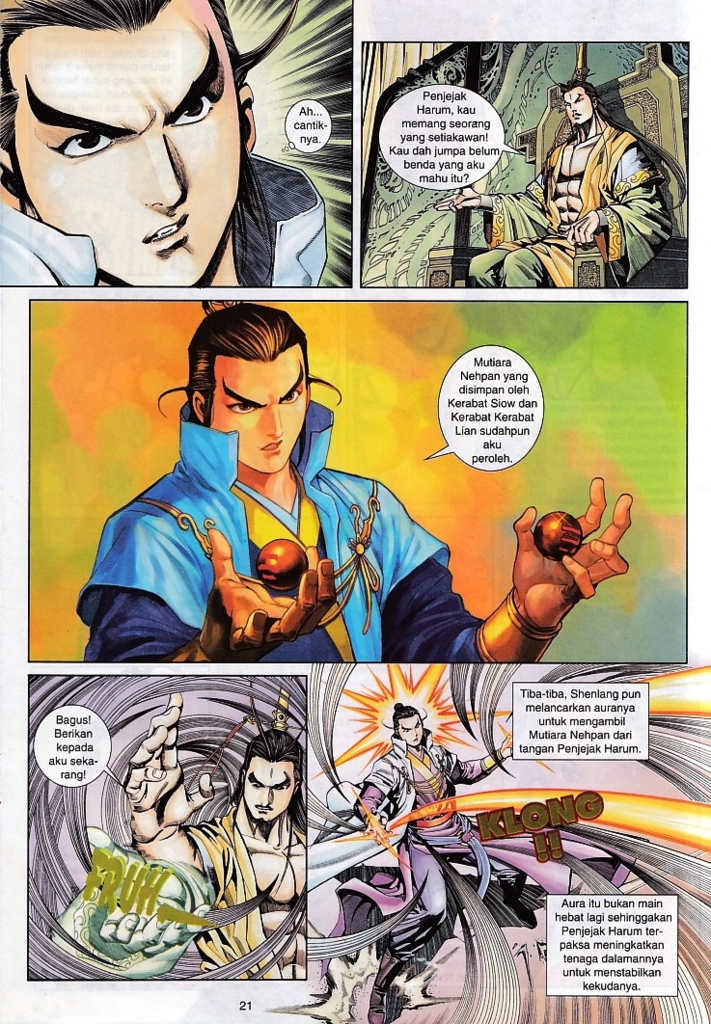 Ah...
cantik-
nya.
Penjejak
Harum, kau
memang seorang
yang setiakawan!
Kau dah jumpa belum
benda yang aku
mahu itu?
Mutiara
Nehpan yang
disimpan oleh
Kerabat Siow dan
Kerabat Kerabat
Lian sudahpun
aku
peroleh.
Bagus!
Berikan
kepada
aku seka-
rang!
FRUH
Tiba-tiba, Shenlang pun
melancarkan auranya
untuk mengambil
Mutiara Nehpan dari
tangan Penjejak Harum.
KLONG
!!
Aura itu bukan main
hebat lagi sehinggakan
Penjejak Harum ter-
paksa meningkatkan
tenaga dalamannya
untuk menstabilkan
kekudanya.
21